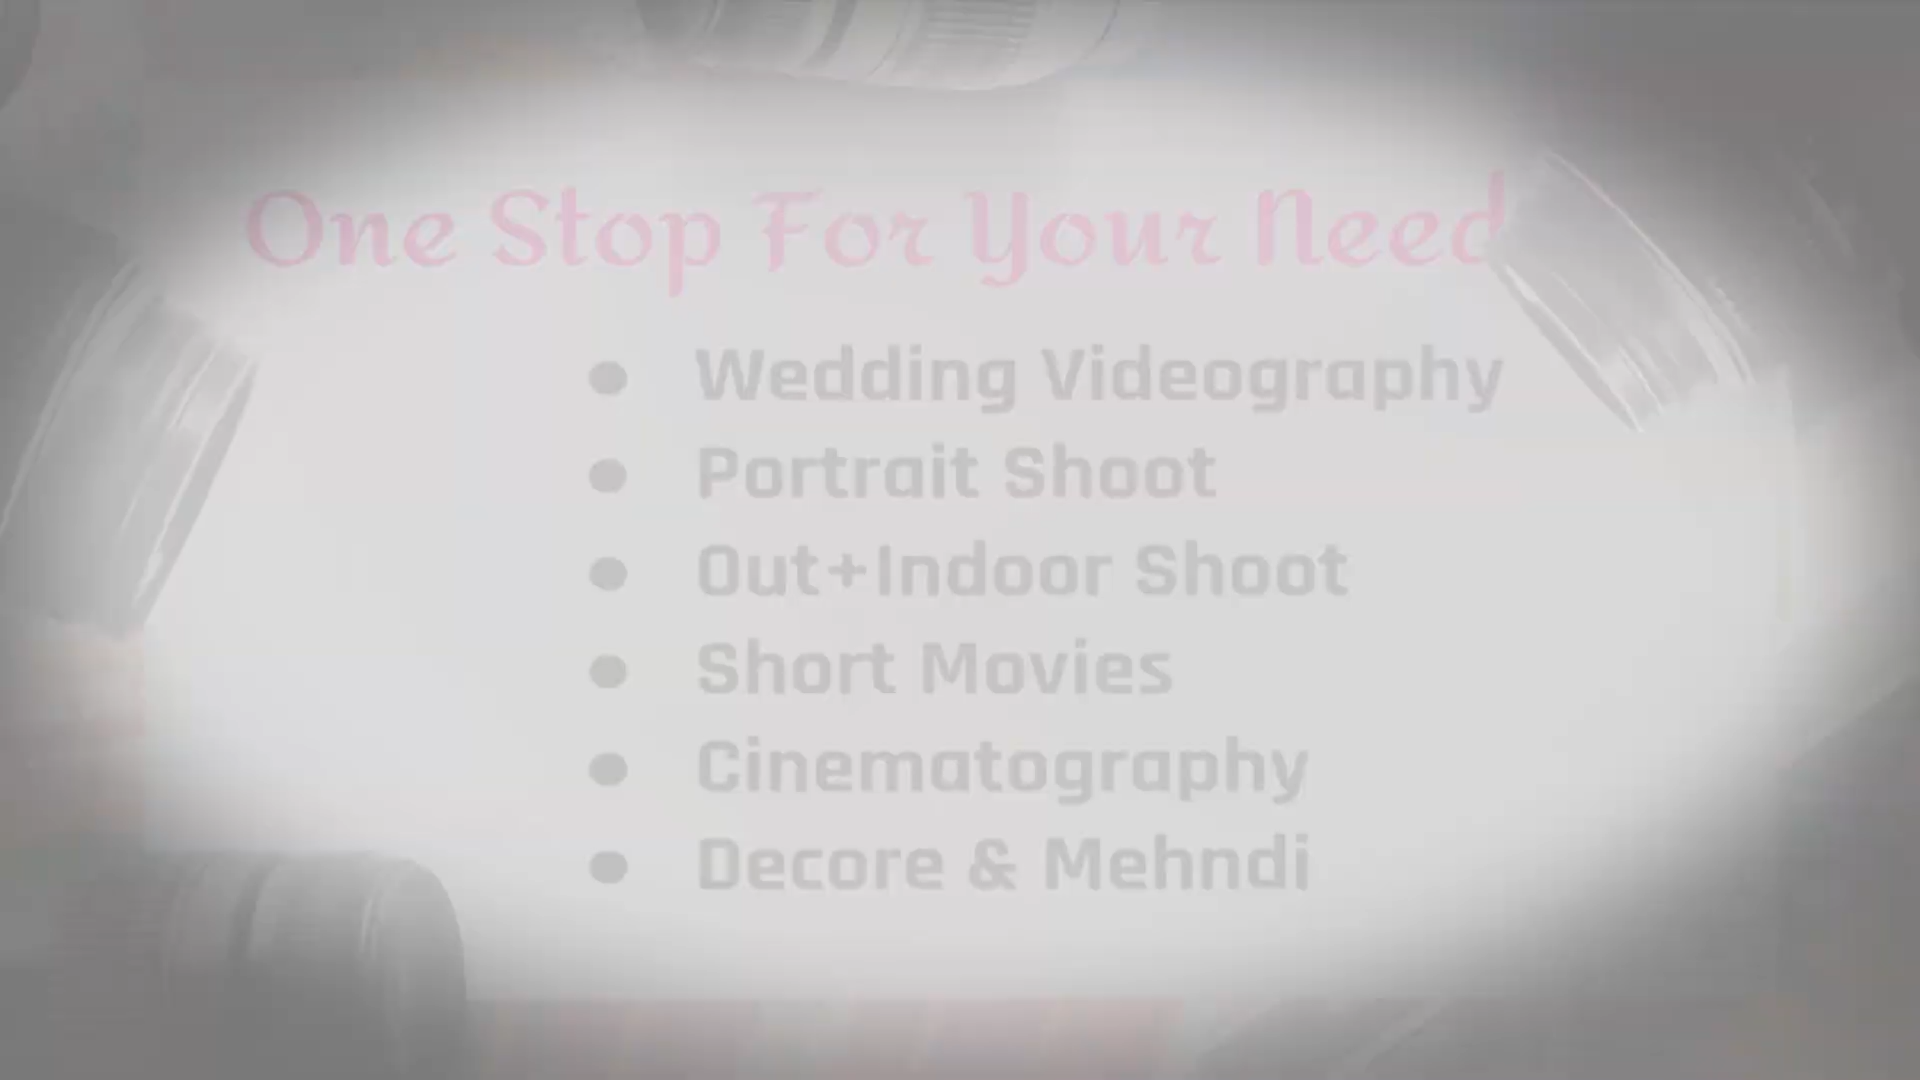 One Stop For Your Need
• Wedding Videography
• Portrait Shoot
• Out+Indoor Shoot
• Short Movies
• Cinematography
• Decore & Mehndi